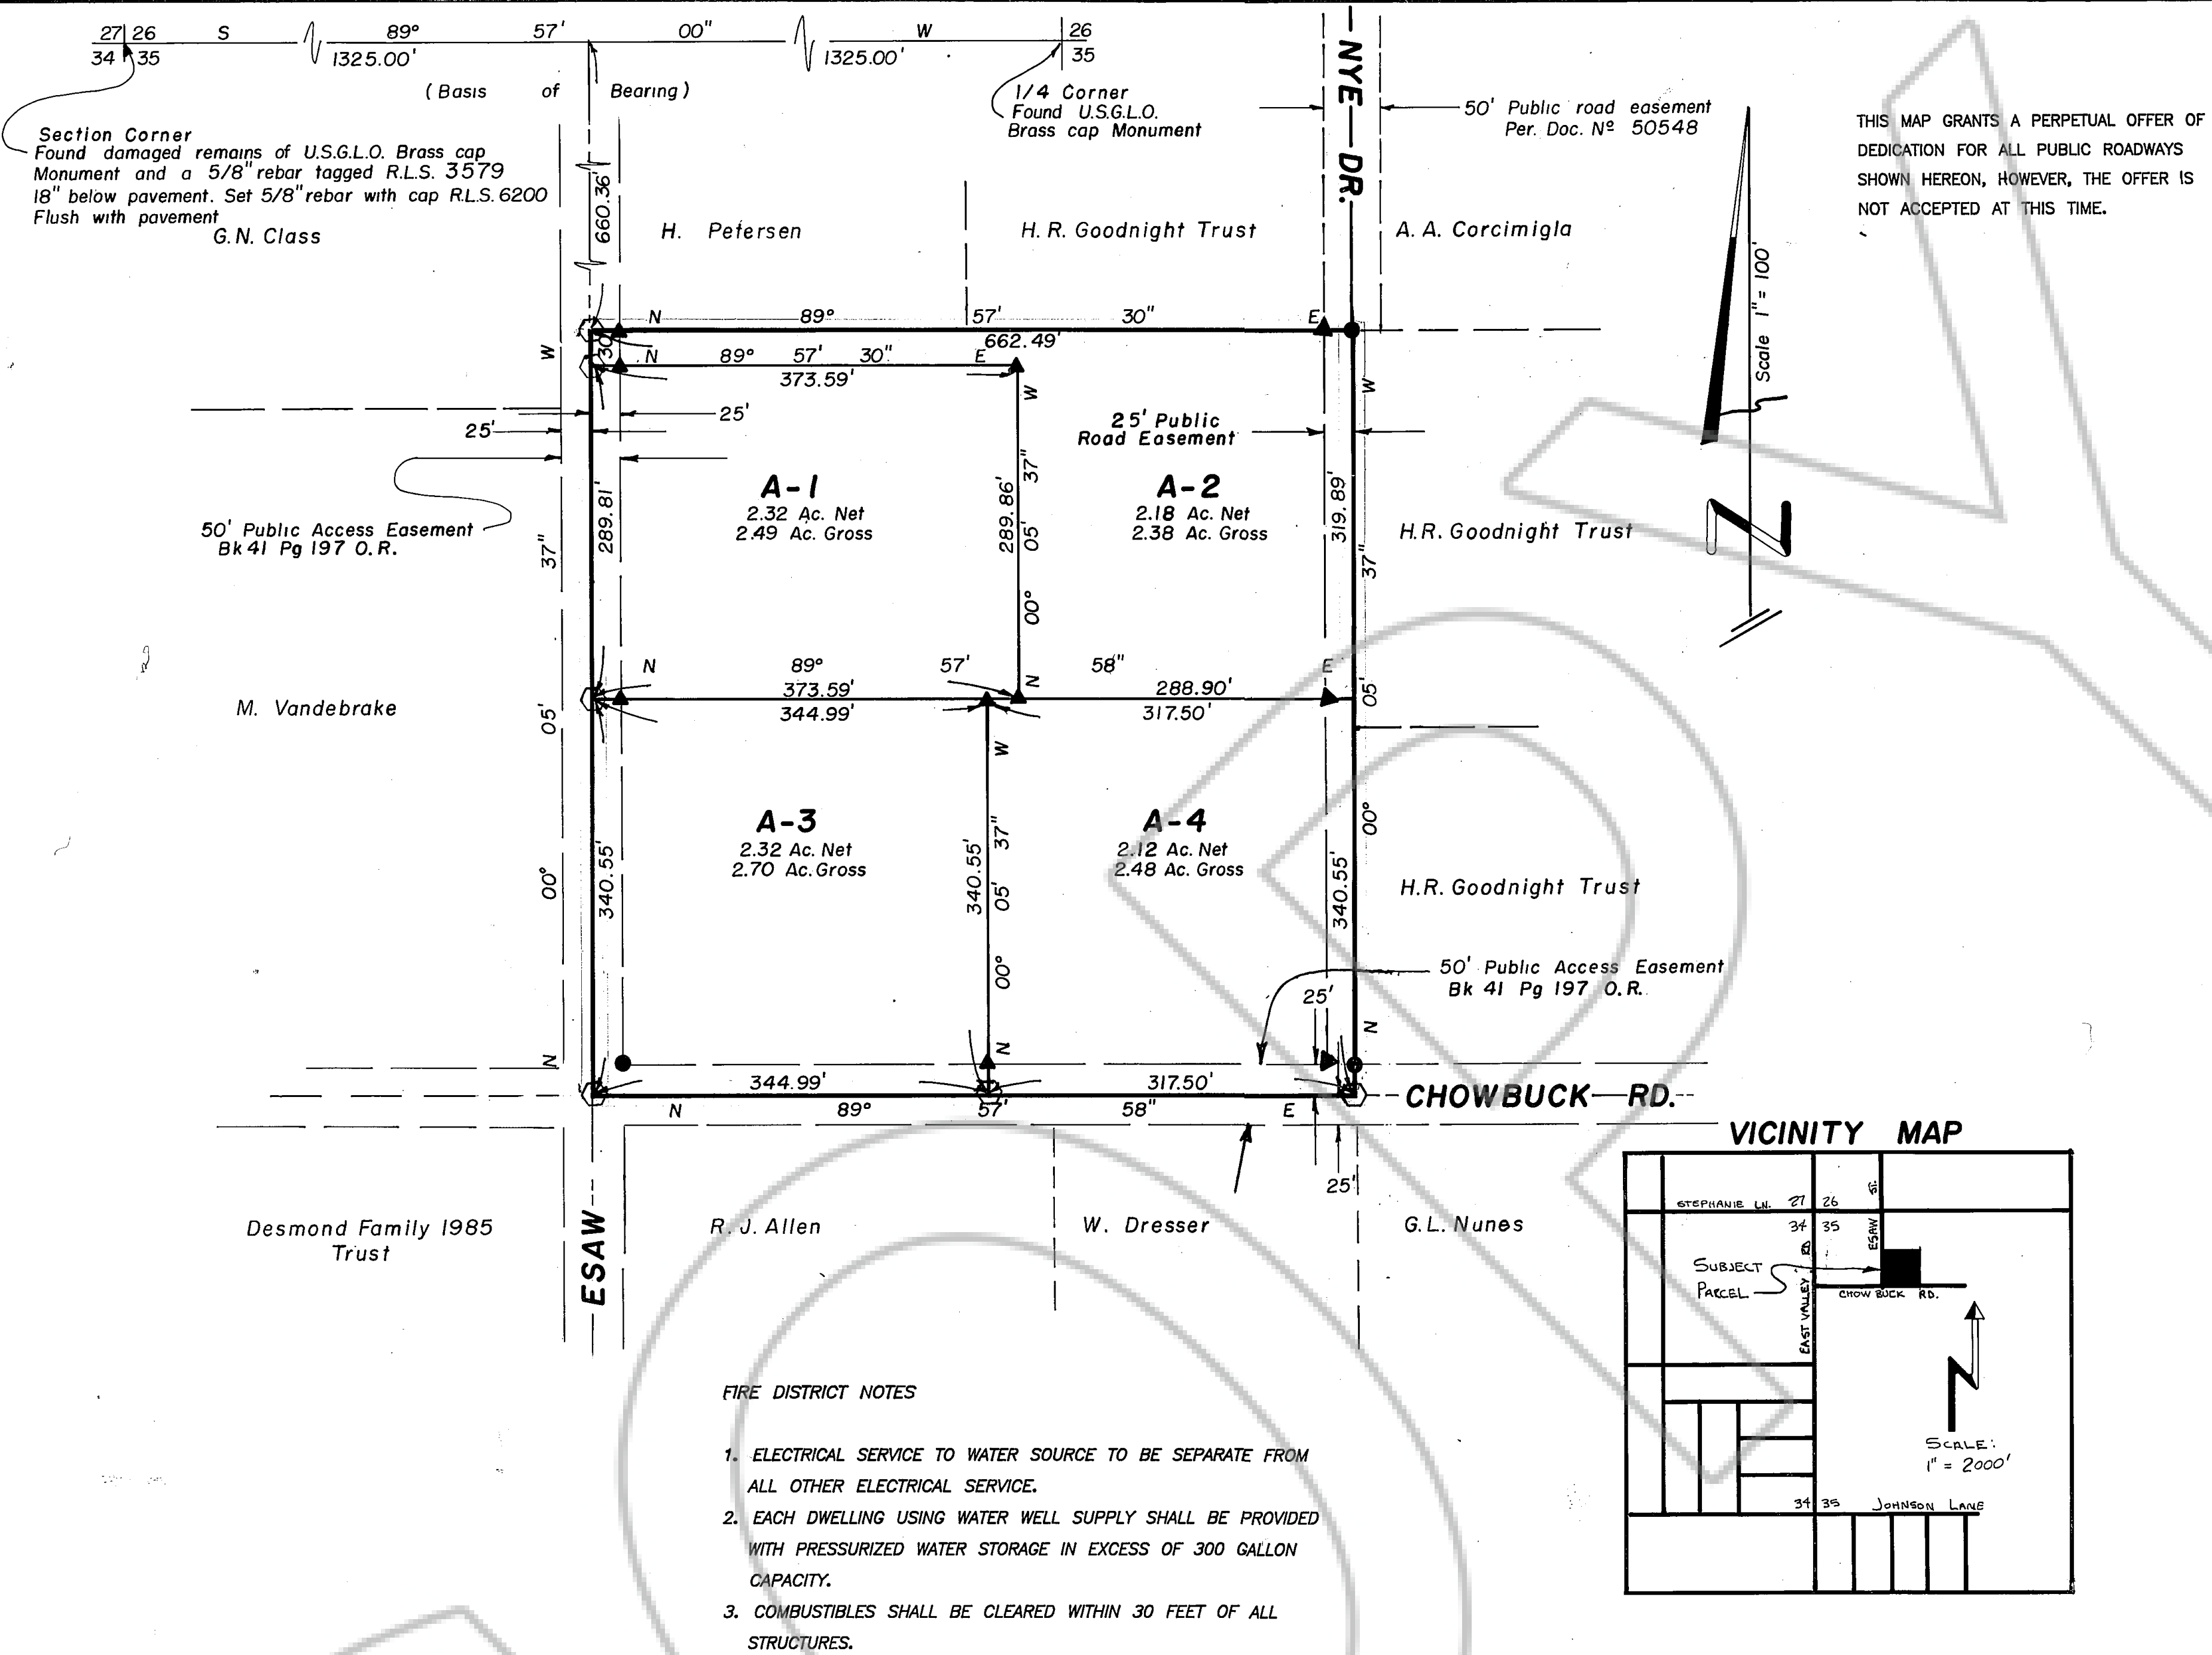 27 26 S 89° 57' 00" W 26
34 35 1325.00' 1325.00' 35
(Basis of Bearing)
Section Corner
Found damaged remains of U.S.G.L.O. Brass cap
Monument and a 5/8" rebar tagged R.L.S. 3579
18" below pavement. Set 5/8" rebar with cap R.L.S. 6200
Flush with pavement
1/4 Corner
Found U.S.G.L.O.
Brass cap Monument
NYE DR.
50' Public road easement
Per. Doc. Nº 50548
THIS MAP GRANTS A PERPETUAL OFFER OF
DEDICATION FOR ALL PUBLIC ROADWAYS
SHOWN HEREON, HOWEVER, THE OFFER IS
NOT ACCEPTED AT THIS TIME.
G.N. Class
660.36'
H. Petersen
H.R. Goodnight Trust
A.A. Corcimigla
Scale 1" = 100'
N
N 89° 57' 30" E
662.49'
30'
N 89° 57' 30" E
373.59'
25'
25'
25' Public
Road Easement
50' Public Access Easement
Bk 41 Pg 197 O.R.
A-1
2.32 Ac. Net
2.49 Ac. Gross
A-2
2.18 Ac. Net
2.38 Ac. Gross
289.81'
289.86'
N 00° 05' 37" W
319.89'
H.R. Goodnight Trust
N 00° 05' 37" W
N 00° 05' 37" W
M. Vandebrake
N 89° 57' 58" E
373.59' 288.90'
344.99' 317.50'
A-3
2.32 Ac. Net
2.70 Ac. Gross
A-4
2.12 Ac. Net
2.48 Ac. Gross
340.55'
340.55'
N 00° 05' 37" W
340.55'
H.R. Goodnight Trust
50' Public Access Easement
Bk 41 Pg 197 O.R.
25'
344.99' 317.50'
N 89° 57' 58" E
CHOWBUCK RD.
25'
Desmond Family 1985
Trust
ESAW
R.J. Allen
W. Dresser
G.L. Nunes
VICINITY MAP
STEPHANIE LN. 27 26
34 35
ESAW ST.
EAST VALLEY RD
SUBJECT
PARCEL
CHOW BUCK RD.
N
SCALE:
1" = 2000'
34 35 JOHNSON LANE
FIRE DISTRICT NOTES
1. ELECTRICAL SERVICE TO WATER SOURCE TO BE SEPARATE FROM
ALL OTHER ELECTRICAL SERVICE.
2. EACH DWELLING USING WATER WELL SUPPLY SHALL BE PROVIDED
WITH PRESSURIZED WATER STORAGE IN EXCESS OF 300 GALLON
CAPACITY.
3. COMBUSTIBLES SHALL BE CLEARED WITHIN 30 FEET OF ALL
STRUCTURES.